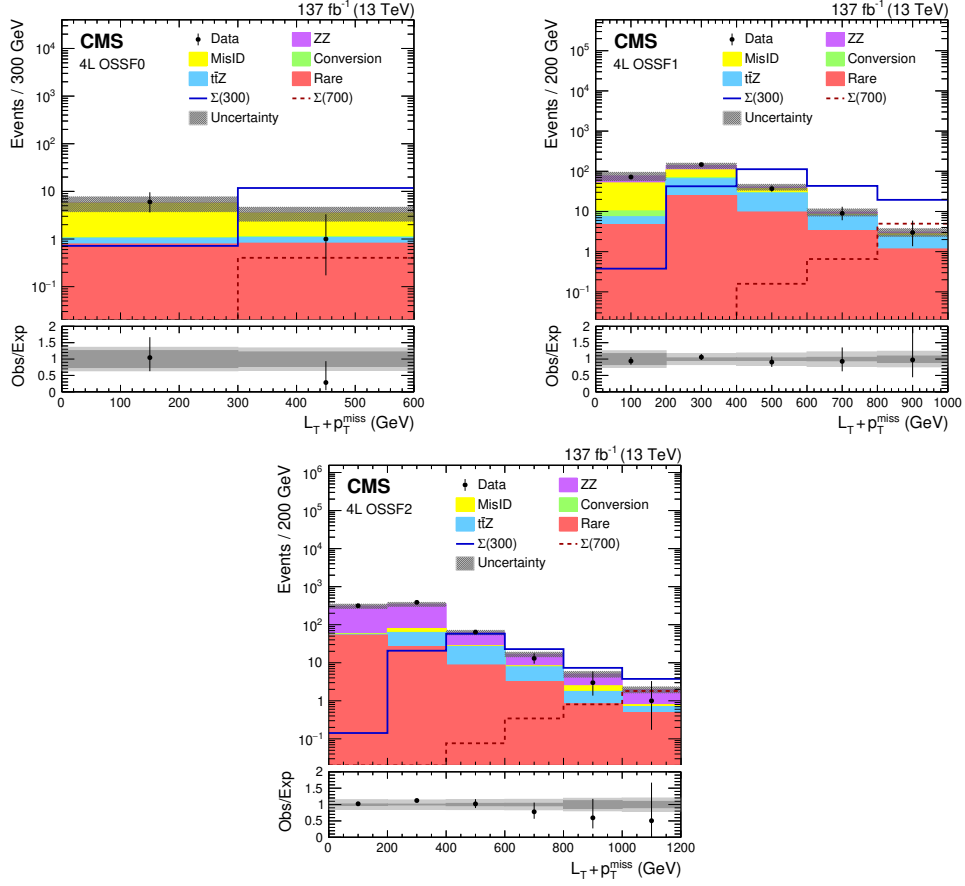 137 fb⁻¹ (13 TeV)
CMS
4L OSSF0
Data
ZZ
MisID
Conversion
tt̄Z
Rare
Σ(300)
Σ(700)
Uncertainty
Events / 300 GeV
10⁴
10³
10²
10
1
10⁻¹
Obs/Exp
2
1.5
1
0.5
0
0 100 200 300 400 500 600
L_T + p_T^miss (GeV)
137 fb⁻¹ (13 TeV)
CMS
4L OSSF1
Data
ZZ
MisID
Conversion
tt̄Z
Rare
Σ(300)
Σ(700)
Uncertainty
Events / 200 GeV
10⁵
10⁴
10³
10²
10
1
10⁻¹
Obs/Exp
2
1.5
1
0.5
0
0 100 200 300 400 500 600 700 800 900 1000
L_T + p_T^miss (GeV)
137 fb⁻¹ (13 TeV)
CMS
4L OSSF2
Data
ZZ
MisID
Conversion
tt̄Z
Rare
Σ(300)
Σ(700)
Uncertainty
Events / 200 GeV
10⁶
10⁵
10⁴
10³
10²
10
1
10⁻¹
Obs/Exp
2
1.5
1
0.5
0
0 200 400 600 800 1000 1200
L_T + p_T^miss (GeV)